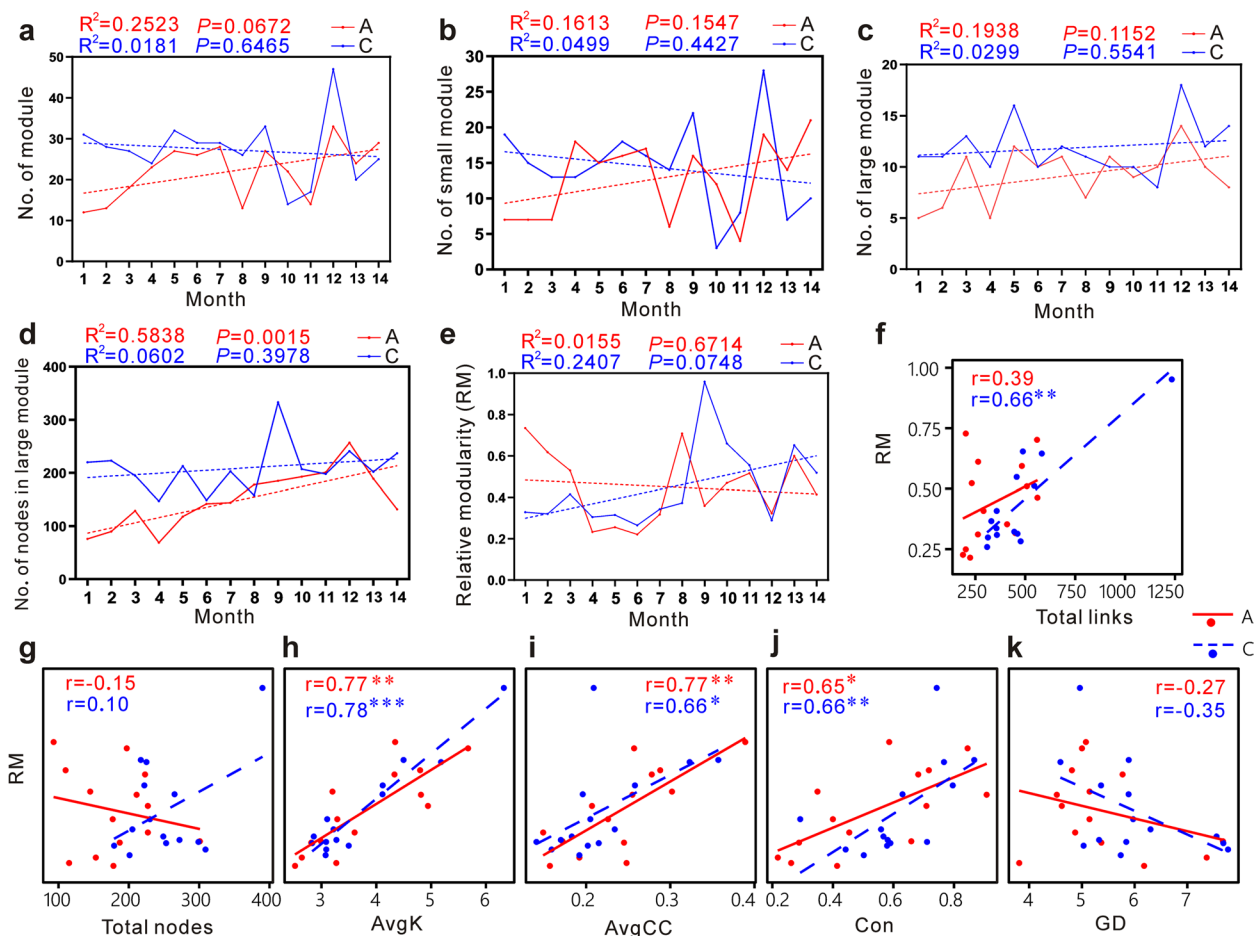 a
R²=0.2523 P=0.0672 A
R²=0.0181 P=0.6465 C
No. of module
50
40
30
20
10
0
1 2 3 4 5 6 7 8 9 10 11 12 13 14
Month
b
R²=0.1613 P=0.1547 A
R²=0.0499 P=0.4427 C
No. of small module
30
25
20
15
10
5
0
1 2 3 4 5 6 7 8 9 10 11 12 13 14
Month
c
R²=0.1938 P=0.1152 A
R²=0.0299 P=0.5541 C
No. of large module
20
15
10
5
0
1 2 3 4 5 6 7 8 9 10 11 12 13 14
Month
d
R²=0.5838 P=0.0015 A
R²=0.0602 P=0.3978 C
No. of nodes in large module
400
300
200
100
0
1 2 3 4 5 6 7 8 9 10 11 12 13 14
Month
e
R²=0.0155 P=0.6714 A
R²=0.2407 P=0.0748 C
Relative modularity (RM)
1.0
0.8
0.6
0.4
0.2
0.0
1 2 3 4 5 6 7 8 9 10 11 12 13 14
Month
f
r=0.39
r=0.66**
RM
1.00
0.75
0.50
0.25
250 500 750 1000 1250
Total links
A
C
g
r=-0.15
r=0.10
RM
100 200 300 400
Total nodes
h
r=0.77**
r=0.78***
3 4 5 6
AvgK
i
r=0.77**
r=0.66*
0.2 0.3 0.4
AvgCC
j
r=0.65*
r=0.66**
0.2 0.4 0.6 0.8
Con
k
r=-0.27
r=-0.35
4 5 6 7
GD